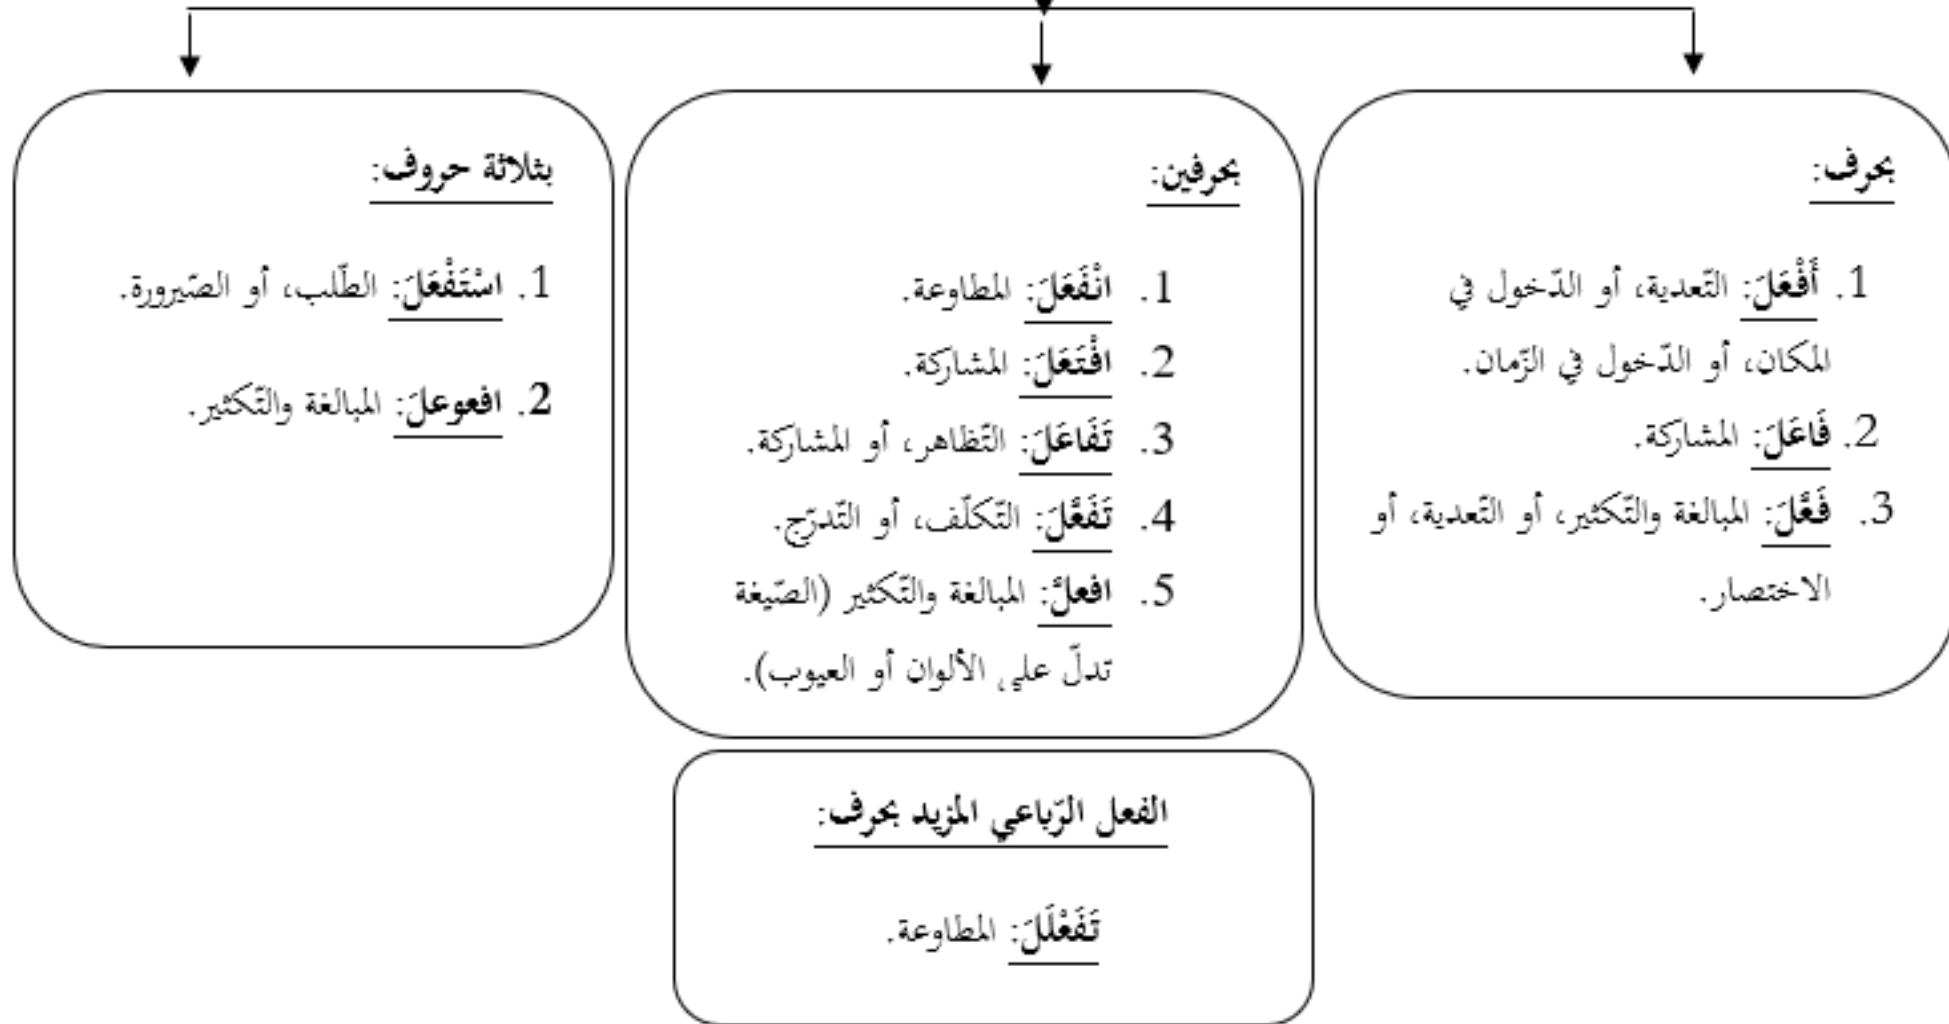 بحرف:
1. أَفْعَلَ: التّعدية، أو الدّخول في
المكان، أو الدّخول في الزّمان.
2. فَاعَلَ: المشاركة.
3. فَعَّلَ: المبالغة والتّكثير، أو التّعدية، أو
الاختصار.
بحرفين:
1. انْفَعَلَ: المطاوعة.
2. افْتَعَلَ: المشاركة.
3. تَفَاعَلَ: التّظاهر، أو المشاركة.
4. تَفَعَّلَ: التّكلّف، أو التّدرّج.
5. افعلَّ: المبالغة والتّكثير (الصّيغة
تدلّ على الألوان أو العيوب).
بثلاثة حروف:
1. اسْتَفْعَلَ: الطّلب، أو الصّيرورة.
2. افعوعلَ: المبالغة والتّكثير.
الفعل الرّباعي المزيد بحرف:
تَفَعْلَلَ: المطاوعة.